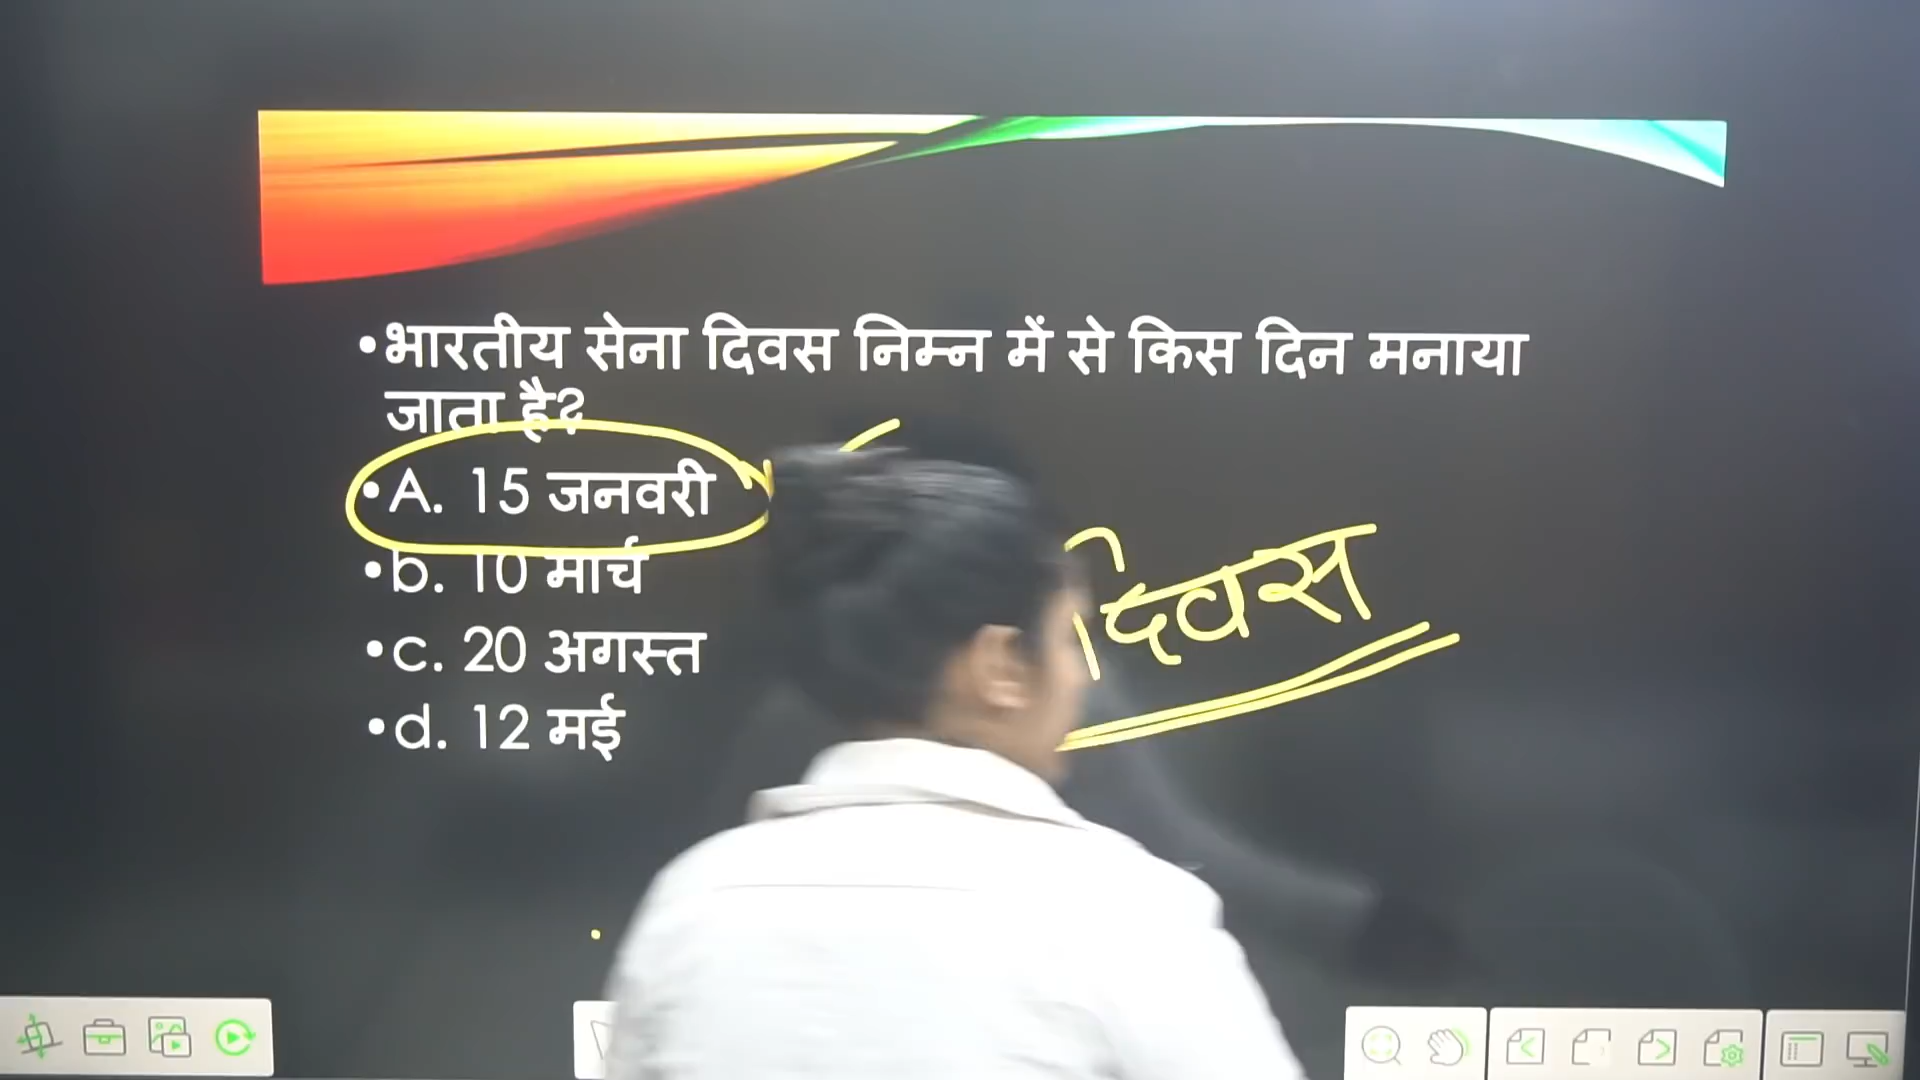 •भारतीय सेना दिवस निम्न में से किस दिन मनाया
जाता है?
•A. 15 जनवरी
•b. 10 मार्च
•c. 20 अगस्त
•d. 12 मई
दिवस